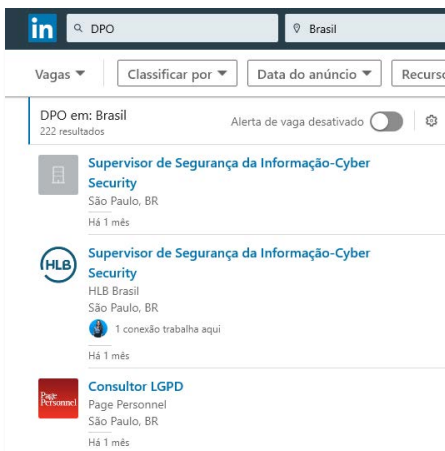 in
DPO
Brasil
Vagas
Classificar por
Data do anúncio
Recurso
DPO em: Brasil
222 resultados
Alerta de vaga desativado
Supervisor de Segurança da Informação-Cyber
Security
São Paulo, BR
Há 1 mês
HLB
Supervisor de Segurança da Informação-Cyber
Security
HLB Brasil
São Paulo, BR
1 conexão trabalha aqui
Há 1 mês
Page
Personnel
Consultor LGPD
Page Personnel
São Paulo, BR
Há 1 mês